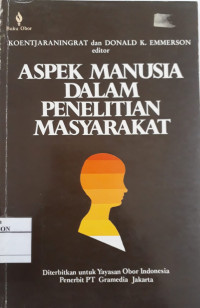 Buku Obor
KOENTJARANINGRAT dan DONALD K. EMMERSON
editor
ASPEK MANUSIA
DALAM
PENELITIAN
MASYARAKAT
ON
Diterbitkan untuk Yayasan Obor Indonesia
Penerbit PT Gramedia Jakarta